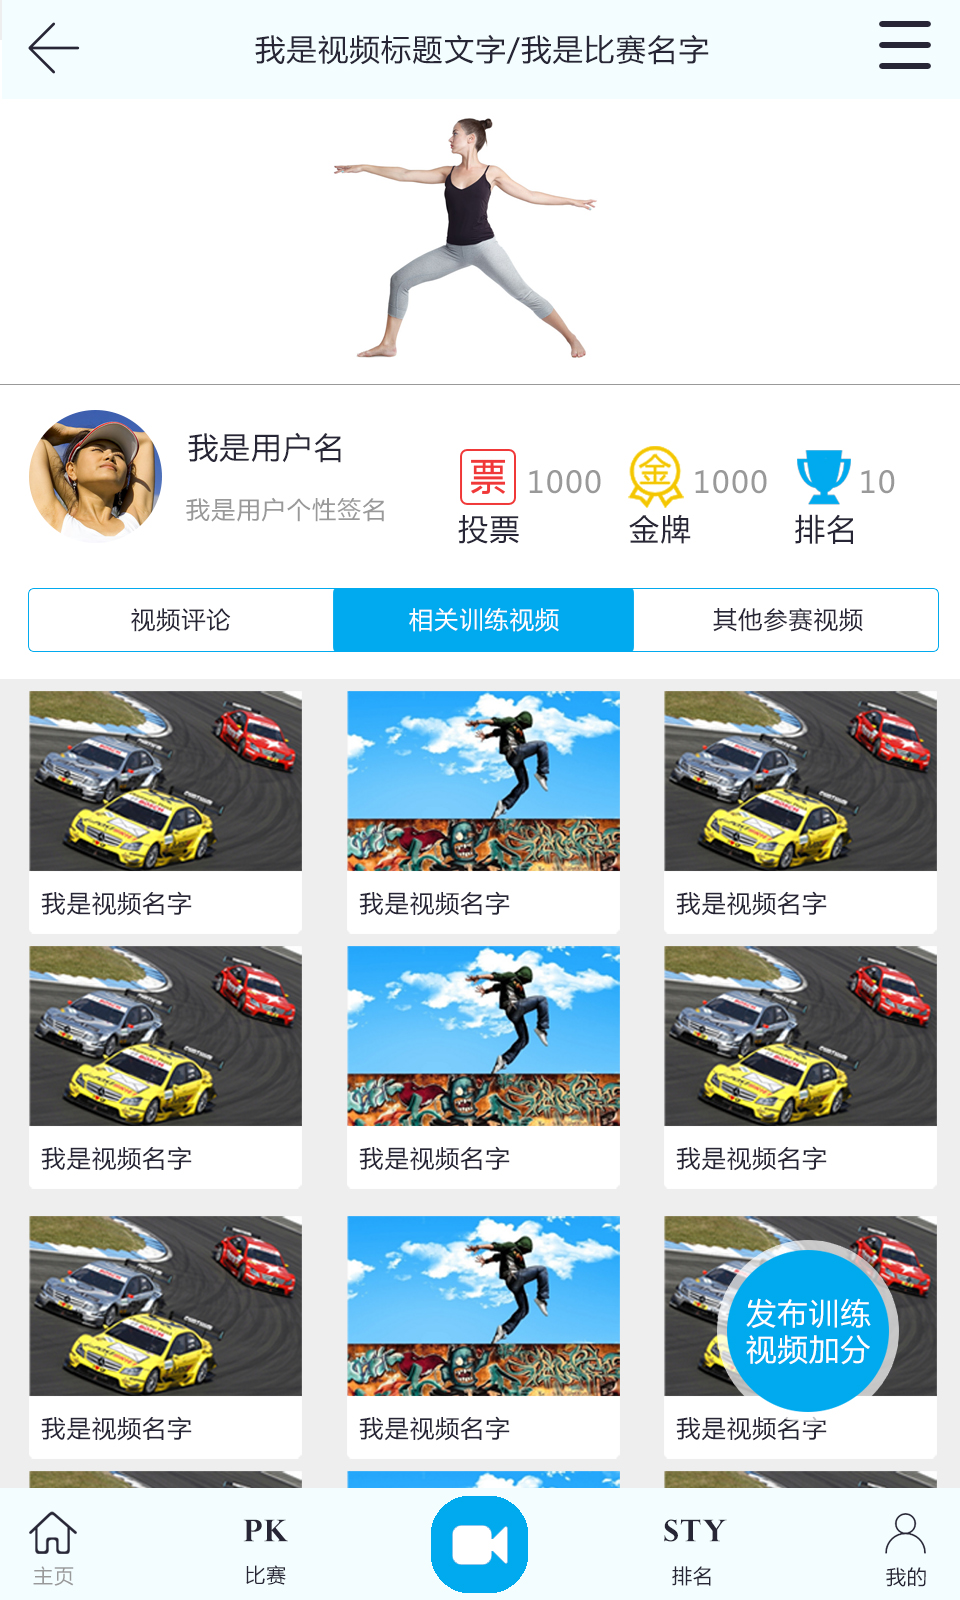 我是视频标题文字/我是比赛名字
我是用户名
我是用户个性签名
票 1000
投票
金 1000
金牌
10
排名
视频评论 相关训练视频 其他参赛视频
我是视频名字 我是视频名字 我是视频名字
我是视频名字 我是视频名字 我是视频名字
发布训练
视频加分
我是视频名字 我是视频名字 我是视频名字
PK STY
主页 比赛 排名 我的